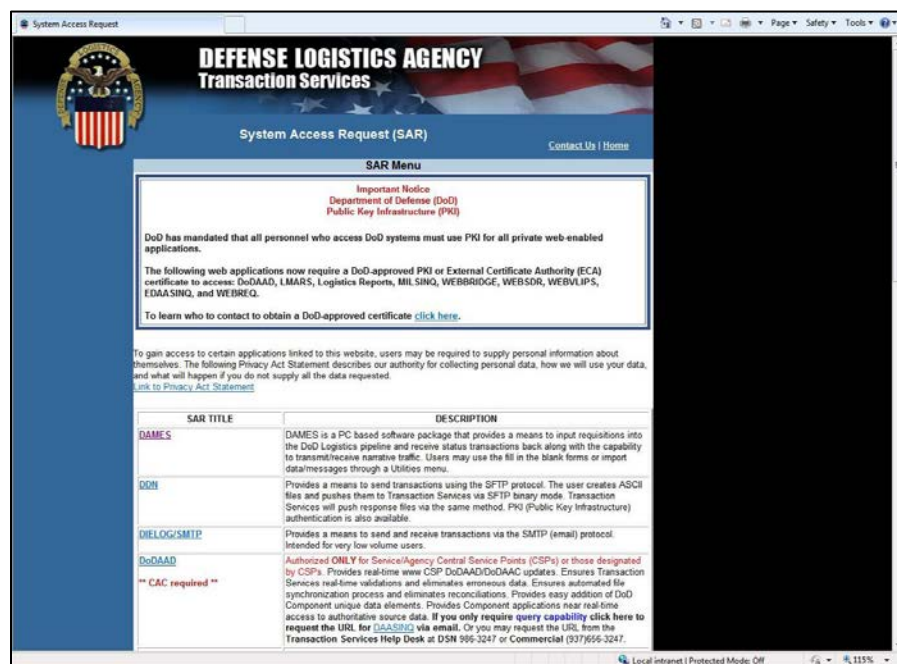 System Access Request
Page Safety Tools
LOGISTICS
DEFENSE
AGENCY
DEFENSE LOGISTICS AGENCY
Transaction Services
System Access Request (SAR)
Contact Us | Home
SAR Menu
Important Notice
Department of Defense (DoD)
Public Key Infrastructure (PKI)
DoD has mandated that all personnel who access DoD systems must use PKI for all private web-enabled
applications.
The following web applications now require a DoD-approved PKI or External Certificate Authority (ECA)
certificate to access: DoDAAD, LMARS, Logistics Reports, MILSINQ, WEBBRIDGE, WEBSDR, WEBVLIPS,
EDAASINQ, and WEBREQ.
To learn who to contact to obtain a DoD-approved certificate click here.
To gain access to certain applications linked to this website, users may be required to supply personal information about
themselves. The following Privacy Act Statement describes our authority for collecting personal data, how we will use your data,
and what will happen if you do not supply all the data requested.
Link to Privacy Act Statement
SAR TITLE DESCRIPTION
DAMES DAMES is a PC based software package that provides a means to input requisitions into
the DoD Logistics pipeline and receive status transactions back along with the capability
to transmit/receive narrative traffic. Users may use the fill in the blank forms or import
data/messages through a Utilities menu.
DDN Provides a means to send transactions using the SFTP protocol. The user creates ASCII
files and pushes them to Transaction Services via SFTP binary mode. Transaction
Services will push response files via the same method. PKI (Public Key Infrastructure)
authentication is also available.
DIELOG/SMTP Provides a means to send and receive transactions via the SMTP (email) protocol.
Intended for very low volume users.
DoDAAD Authorized ONLY for Service/Agency Central Service Points (CSPs) or those designated
by CSPs. Provides real-time www CSP DoDAAD/DoDAAC updates. Ensures Transaction
** CAC required ** Services real-time validations and eliminates erroneous data. Ensures automated file
synchronization process and eliminates reconciliations. Provides easy addition of DoD
Component unique data elements. Provides Component applications near real-time
access to authoritative source data. If you only require query capability click here to
request the URL for DAASINQ via email. Or you may request the URL from the
Transaction Services Help Desk at DSN 986-3247 or Commercial (937)656-3247.
Local intranet | Protected Mode: Off 115%